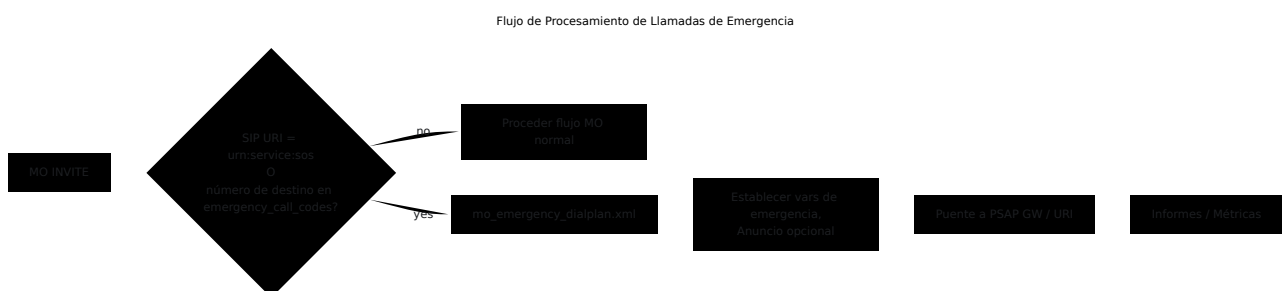 Flujo de Procesamiento de Llamadas de Emergencia
MO INVITE
SIP URI =
urn:service:sos
O
número de destino en
emergency_call_codes?
no
Proceder flujo MO
normal
yes
mo_emergency_dialplan.xml
Establecer vars de
emergencia,
Anuncio opcional
Puente a PSAP GW / URI
Informes / Métricas